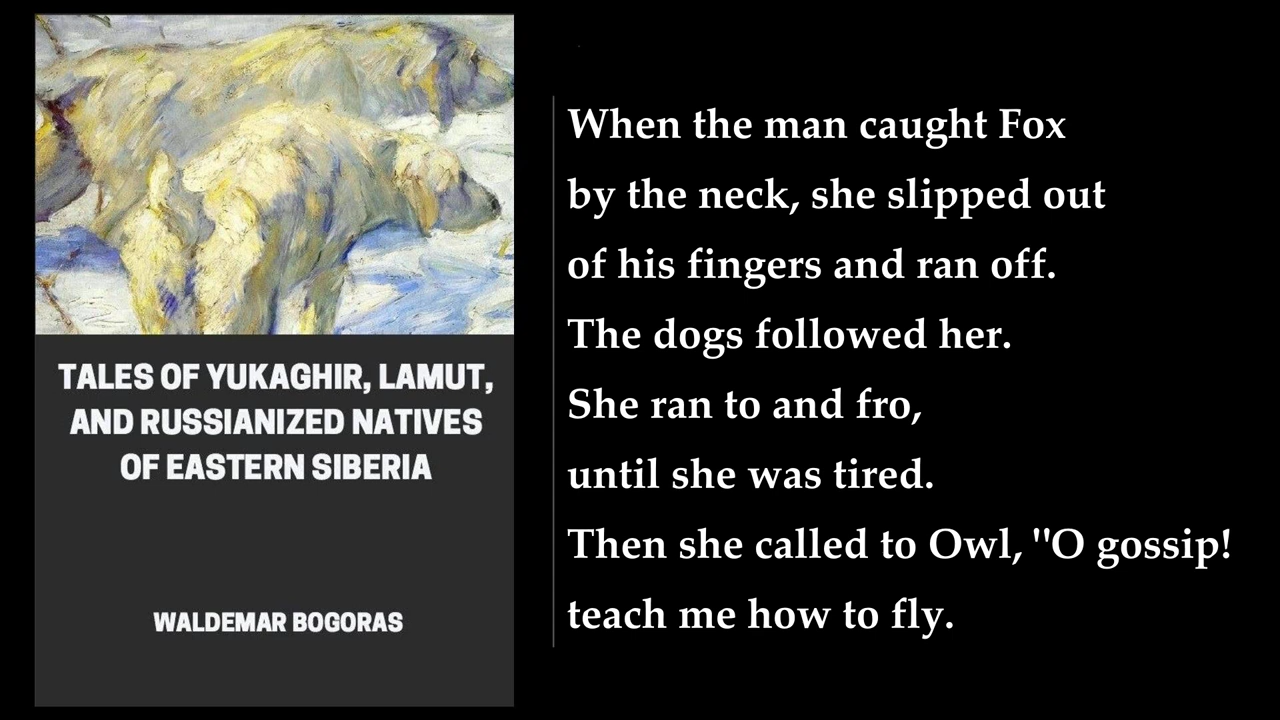 TALES OF YUKAGHIR, LAMUT,
AND RUSSIANIZED NATIVES
OF EASTERN SIBERIA
WALDEMAR BOGORAS
When the man caught Fox
by the neck, she slipped out
of his fingers and ran off.
The dogs followed her.
She ran to and fro,
until she was tired.
Then she called to Owl, "O gossip!
teach me how to fly.